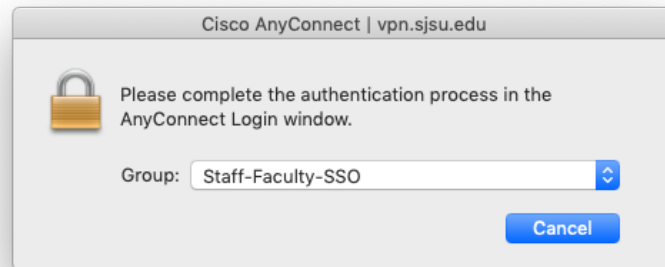 Cisco AnyConnect | vpn.sjsu.edu
Please complete the authentication process in the
AnyConnect Login window.
Group: Staff-Faculty-SSO
Cancel